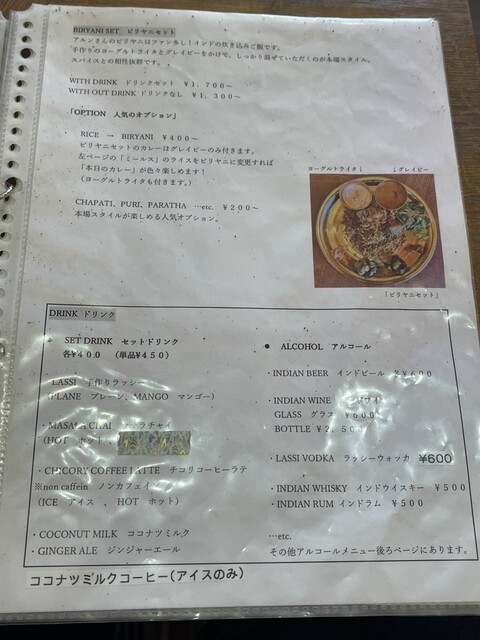 BIRYANI SET ビリヤニセット
アルンさんのビリヤニはファン多し!インドの炊き込みご飯です。
手作りのヨーグルトライタとグレイビーをかけて、しっかり混ぜていただくのが本場スタイル。
スパイスとの相性抜群です。
WITH DRINK ドリンクセット ¥1,700~
WITH OUT DRINK ドリンクなし ¥1,300~
「OPTION 人気のオプション」
RICE → BIRYANI ¥400~
ビリヤニセットのカレーはグレイビーのみ付きます。
左ページの「ミールス」のライスをビリヤニに変更すれば
「本日のカレー」が色々楽しめます!
(ヨーグルトライタも付きます。)
CHAPATI, PURI, PARATHA …etc. ¥200~
本場スタイルが楽しめる人気オプション。
ヨーグルトライタ↓ ↓グレイビー
「ビリヤニセット」
DRINK ドリンク
SET DRINK セットドリンク
各¥400 (単品¥450)
LASSI 手作りラッシー
(PLANE プレーン、MANGO マンゴー)
・MASALA CHAI マサラチャイ
(HOT ホット、
・CHICORY COFFEE LATTE チコリコーヒーラテ
※non caffein ノンカフェイン
(ICE アイス 、HOT ホット)
・COCONUT MILK ココナツミルク
・GINGER ALE ジンジャーエール
● ALCOHOL アルコール
・INDIAN BEER インドビール 各¥600
・INDIAN WINE
GLASS グラス ¥600
BOTTLE ¥2,500
・LASSI VODKA ラッシーウォッカ ¥600
・INDIAN WHISKY インドウイスキー ¥500
・INDIAN RUM インドラム ¥500
…etc.
その他アルコールメニュー後ろページにあります。
ココナツミルクコーヒー(アイスのみ)